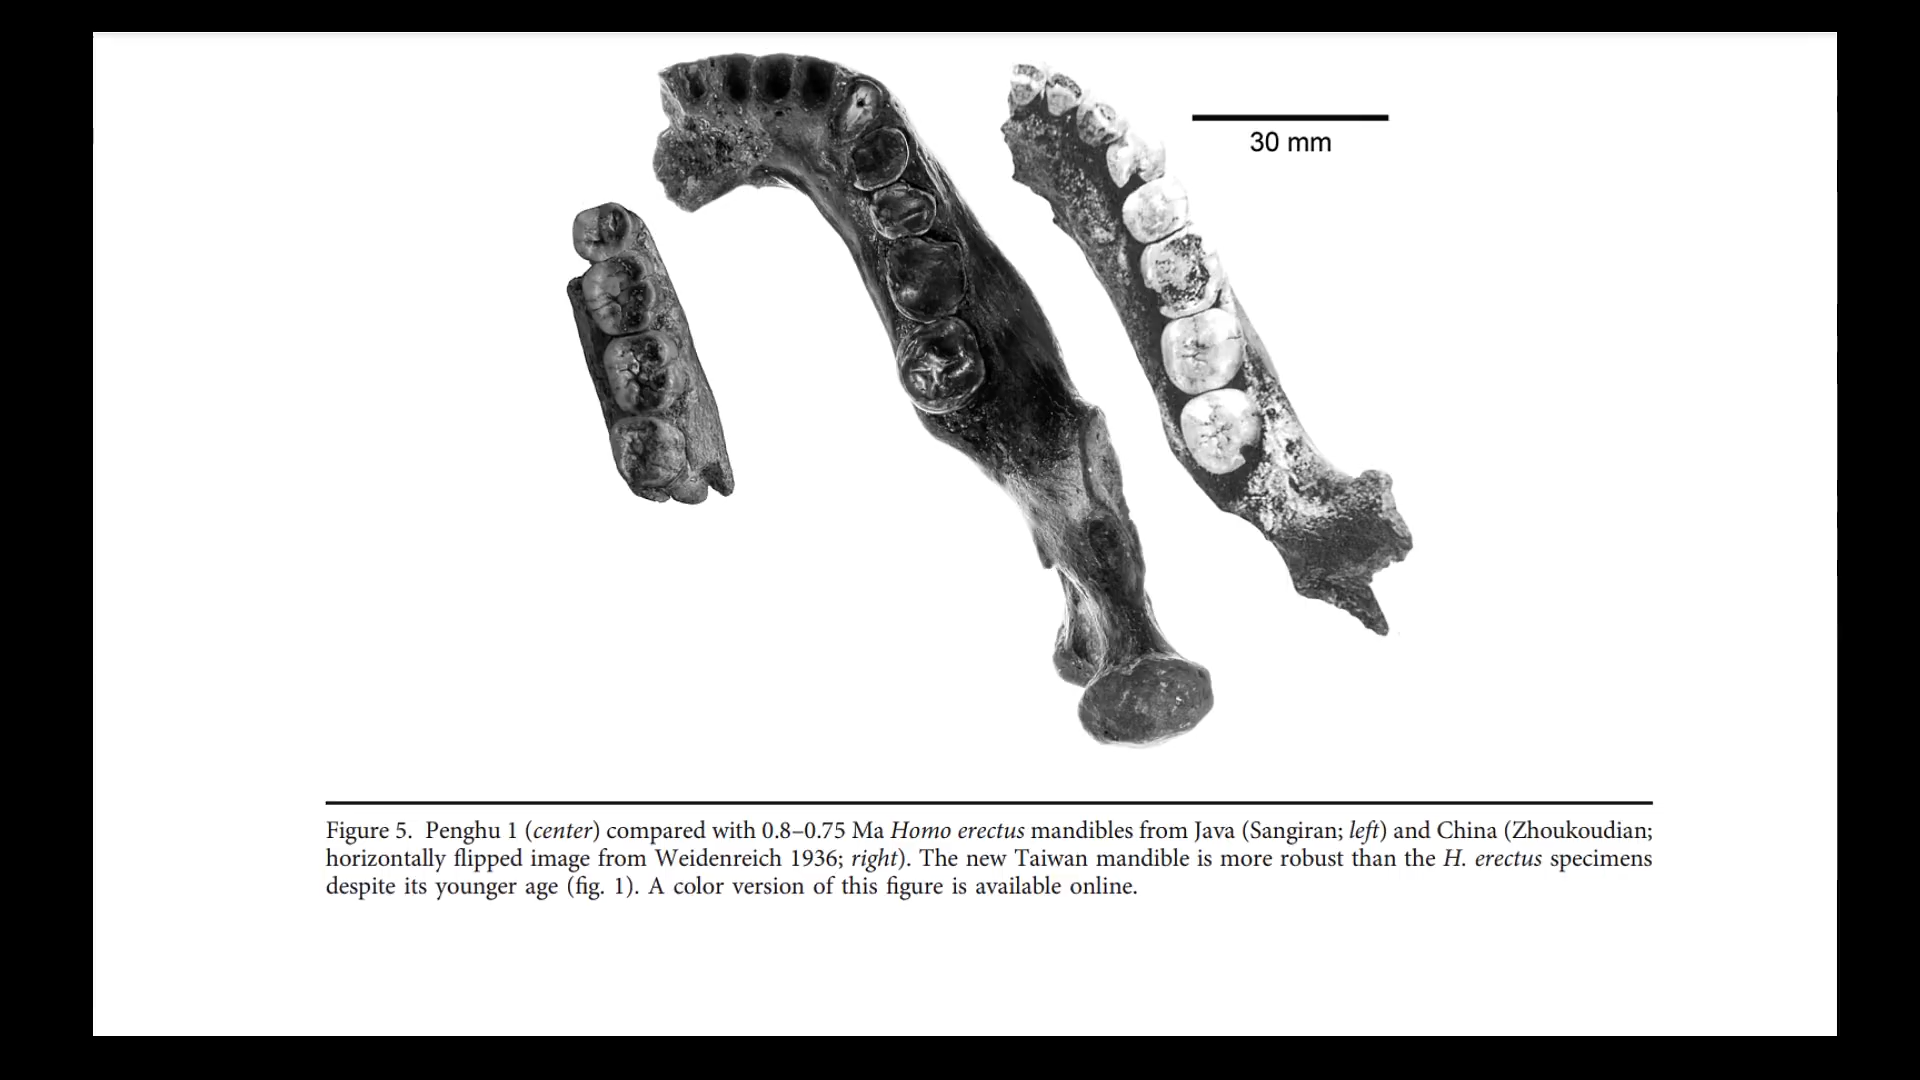 30 mm
Figure 5. Penghu 1 (center) compared with 0.8–0.75 Ma Homo erectus mandibles from Java (Sangiran; left) and China (Zhoukoudian;
horizontally flipped image from Weidenreich 1936; right). The new Taiwan mandible is more robust than the H. erectus specimens
despite its younger age (fig. 1). A color version of this figure is available online.